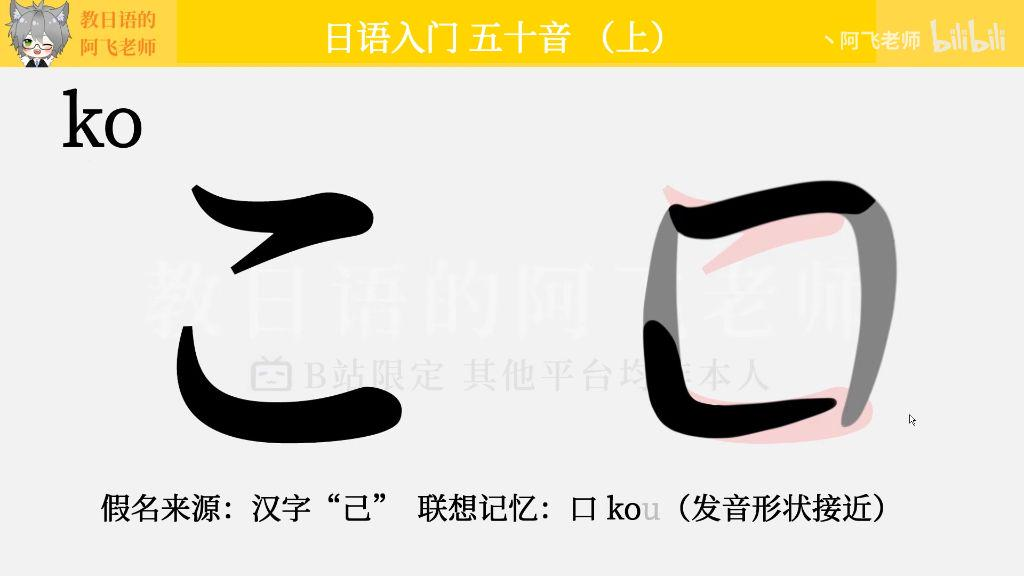 教日语的
阿飞老师
日语入门 五十音 （上）
丶阿飞老师 bilibili
ko
こ 口
教日语的阿飞老师
B站限定 其他平台均非本人
假名来源：汉字“己” 联想记忆：口 kou（发音形状接近）